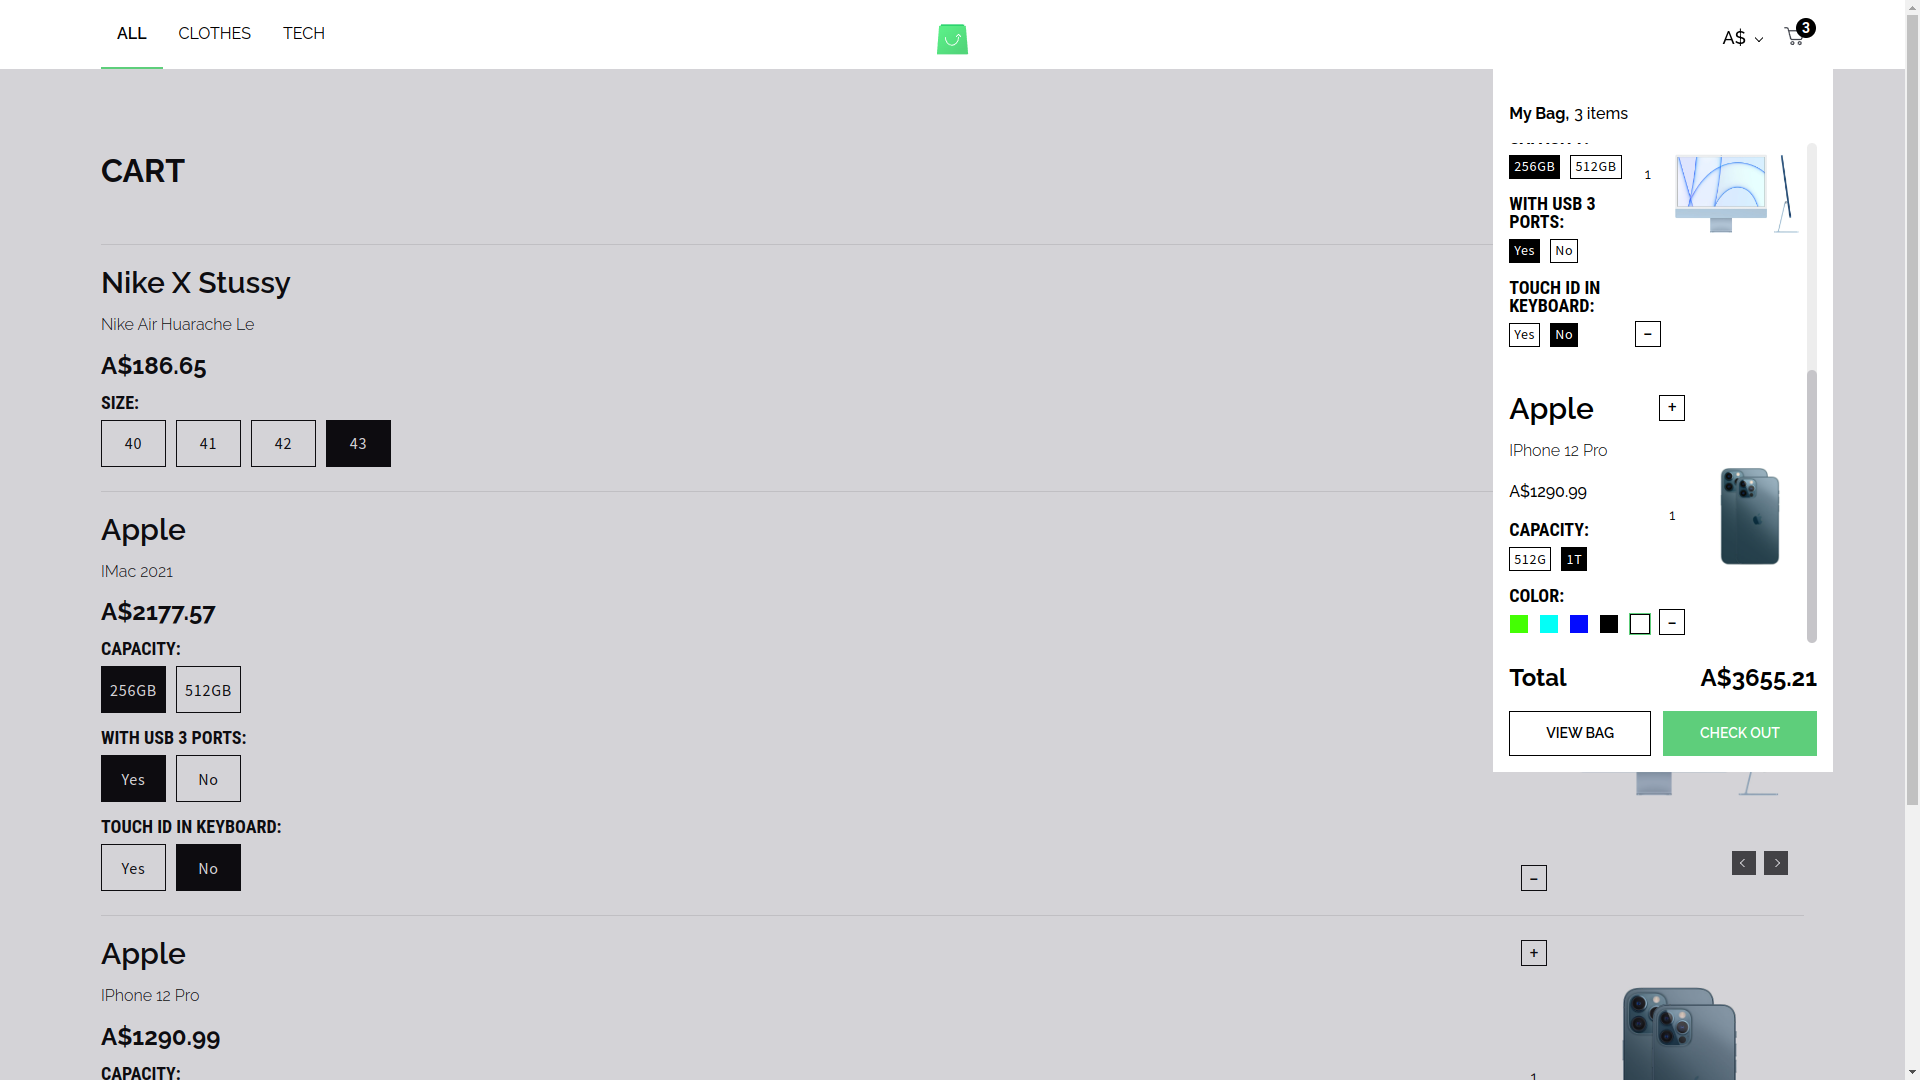 ALL CLOTHES TECH
A$ 3
CART
Nike X Stussy
Nike Air Huarache Le
A$186.65
SIZE:
40 41 42 43
Apple
IMac 2021
A$2177.57
CAPACITY:
256GB 512GB
WITH USB 3 PORTS:
Yes No
TOUCH ID IN KEYBOARD:
Yes No
−
Apple
+
IPhone 12 Pro
A$1290.99
CAPACITY:
1
My Bag, 3 items
256GB 512GB
1
WITH USB 3
PORTS:
Yes No
TOUCH ID IN
KEYBOARD:
Yes No
−
Apple
+
IPhone 12 Pro
A$1290.99
1
CAPACITY:
512G 1T
COLOR:
−
Total A$3655.21
VIEW BAG CHECK OUT